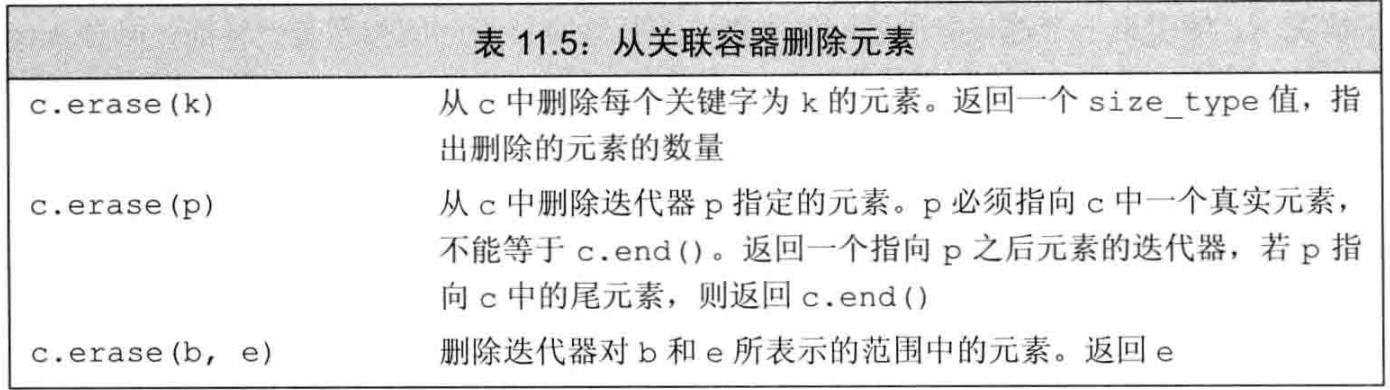 表 11.5：从关联容器删除元素
c.erase(k) 从 c 中删除每个关键字为 k 的元素。返回一个 size_type 值，指
出删除的元素的数量
c.erase(p) 从 c 中删除迭代器 p 指定的元素。p 必须指向 c 中一个真实元素，
不能等于 c.end()。返回一个指向 p 之后元素的迭代器，若 p 指
向 c 中的尾元素，则返回 c.end()
c.erase(b, e) 删除迭代器对 b 和 e 所表示的范围中的元素。返回 e